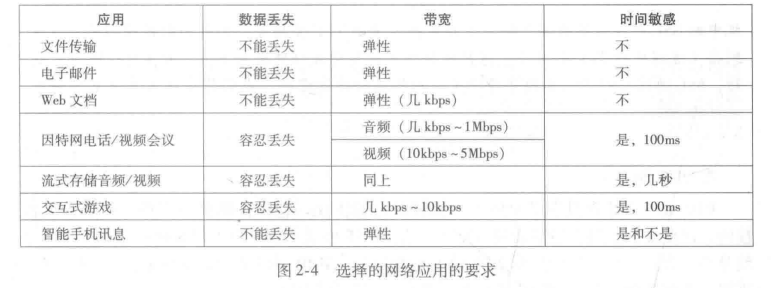 应用 数据丢失 带宽 时间敏感
文件传输 不能丢失 弹性 不
电子邮件 不能丢失 弹性 不
Web 文档 不能丢失 弹性（几 kbps） 不
因特网电话/视频会议 容忍丢失 音频（几 kbps ~ 1Mbps） 是，100ms
视频（10kbps ~ 5Mbps）
流式存储音频/视频 容忍丢失 同上 是，几秒
交互式游戏 容忍丢失 几 kbps ~ 10kbps 是，100ms
智能手机讯息 不能丢失 弹性 是和不是
图 2-4 选择的网络应用的要求